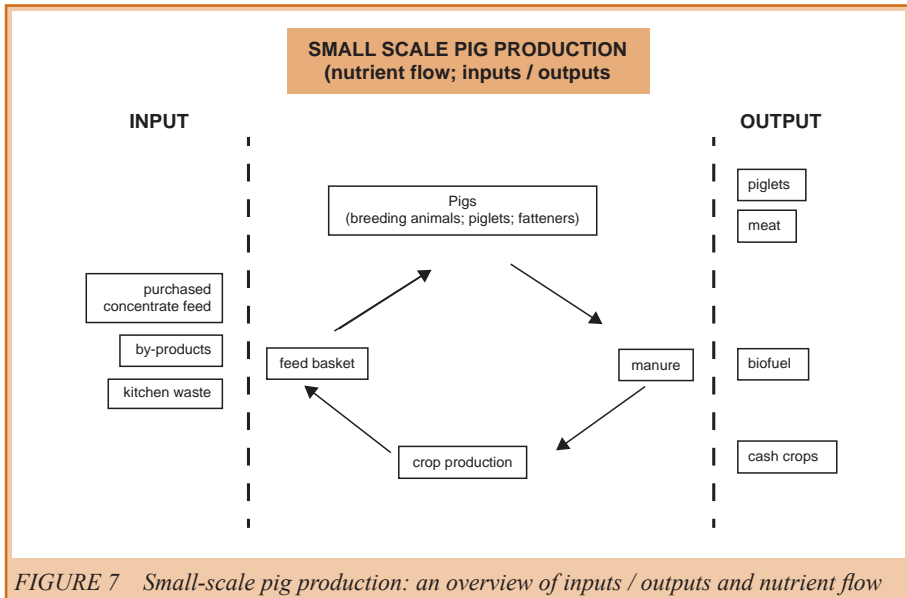 SMALL SCALE PIG PRODUCTION
(nutrient flow; inputs / outputs
INPUT
OUTPUT
piglets
Pigs
(breeding animals; piglets; fatteners)
meat
purchased
concentrate feed
by-products
feed basket
manure
biofuel
kitchen waste
crop production
cash crops
FIGURE 7 Small-scale pig production: an overview of inputs / outputs and nutrient flow